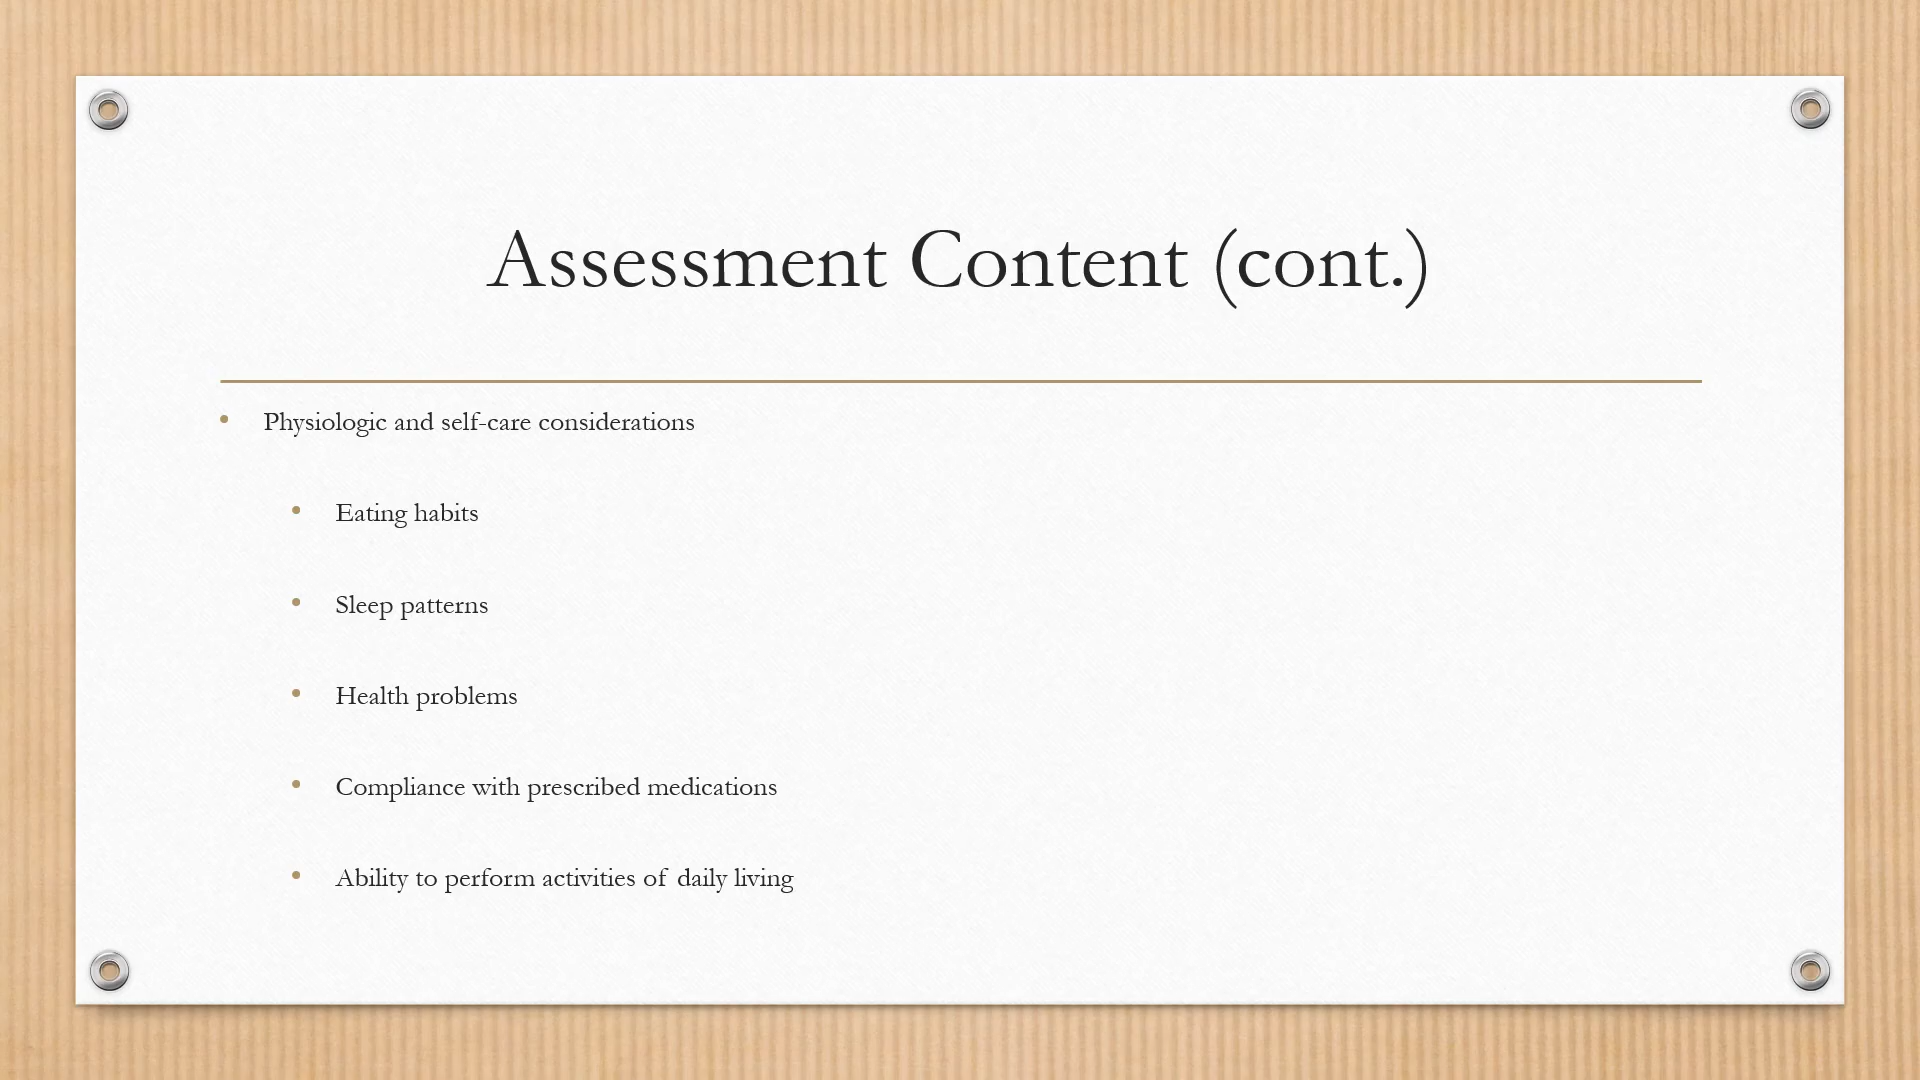 Assessment Content (cont.)
• Physiologic and self-care considerations
• Eating habits
• Sleep patterns
• Health problems
• Compliance with prescribed medications
• Ability to perform activities of daily living